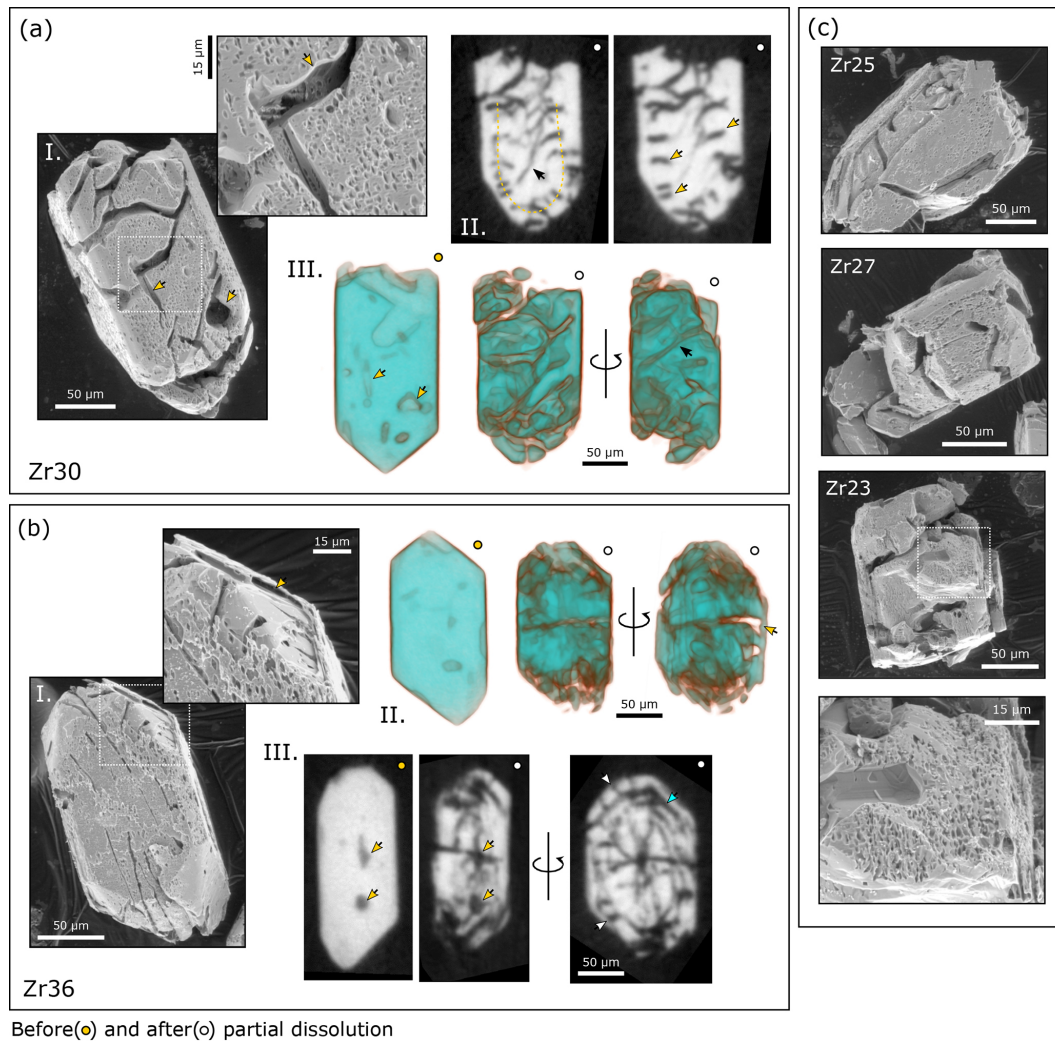 (a)
15 µm
I.
50 µm
II.
III.
50 µm
Zr30
(b)
15 µm
I.
50 µm
II.
50 µm
III.
50 µm
Zr36
(c)
Zr25
50 µm
Zr27
50 µm
Zr23
50 µm
15 µm
Before( ) and after( ) partial dissolution